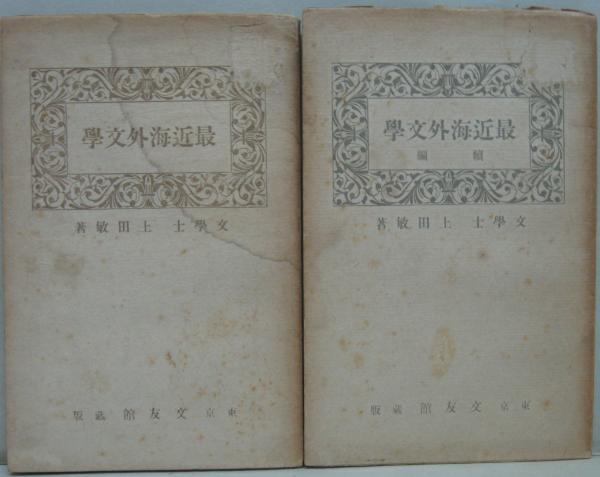 最近海外文學
文學士 上田敏著
東京 文友館 藏版
最近海外文學
續編
文學士 上田敏著
東京 文友館 藏版